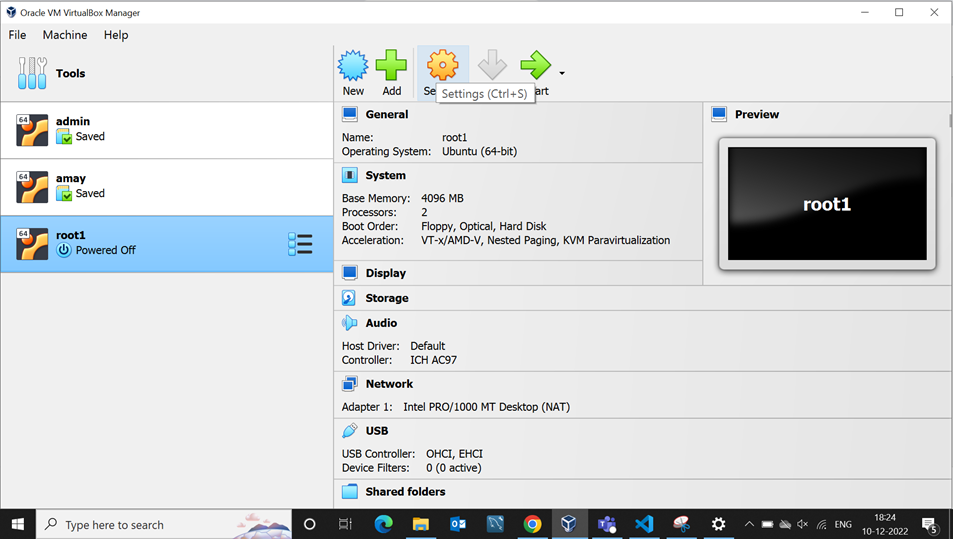 Oracle VM VirtualBox Manager
File Machine Help
Tools
New Add Se Settings (Ctrl+S) art
64 admin
Saved
64 amay
Saved
64 root1
Powered Off
General
Name: root1
Operating System: Ubuntu (64-bit)
System
Base Memory: 4096 MB
Processors: 2
Boot Order: Floppy, Optical, Hard Disk
Acceleration: VT-x/AMD-V, Nested Paging, KVM Paravirtualization
Display
Storage
Audio
Host Driver: Default
Controller: ICH AC97
Network
Adapter 1: Intel PRO/1000 MT Desktop (NAT)
USB
USB Controller: OHCI, EHCI
Device Filters: 0 (0 active)
Shared folders
Preview
root1
Type here to search
ENG
18:24
10-12-2022
5